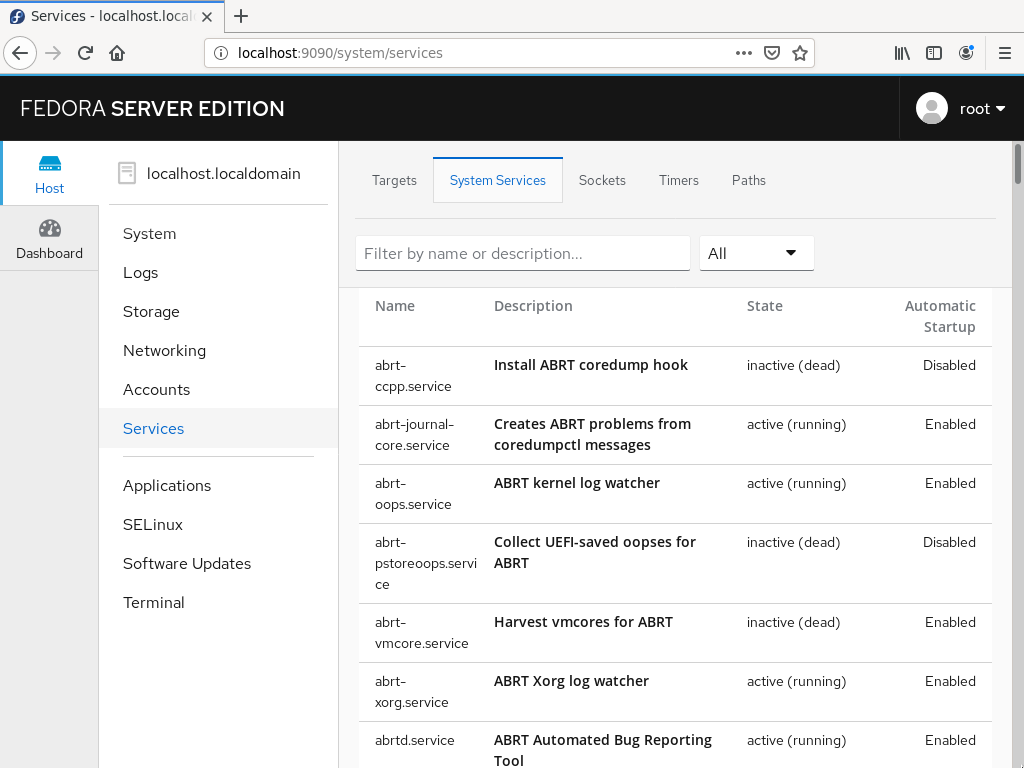 Services - localhost.local
localhost:9090/system/services
FEDORA SERVER EDITION
root
Host
Dashboard
localhost.localdomain
System
Logs
Storage
Networking
Accounts
Services
Applications
SELinux
Software Updates
Terminal
Targets System Services Sockets Timers Paths
Filter by name or description... All
Name Description State Automatic
Startup
abrt- Install ABRT coredump hook inactive (dead) Disabled
ccpp.service
abrt-journal- Creates ABRT problems from active (running) Enabled
core.service coredumpctl messages
abrt- ABRT kernel log watcher active (running) Enabled
oops.service
abrt- Collect UEFI-saved oopses for inactive (dead) Disabled
pstoreoops.servi ABRT
ce
abrt- Harvest vmcores for ABRT inactive (dead) Enabled
vmcore.service
abrt- ABRT Xorg log watcher active (running) Enabled
xorg.service
abrtd.service ABRT Automated Bug Reporting active (running) Enabled
Tool